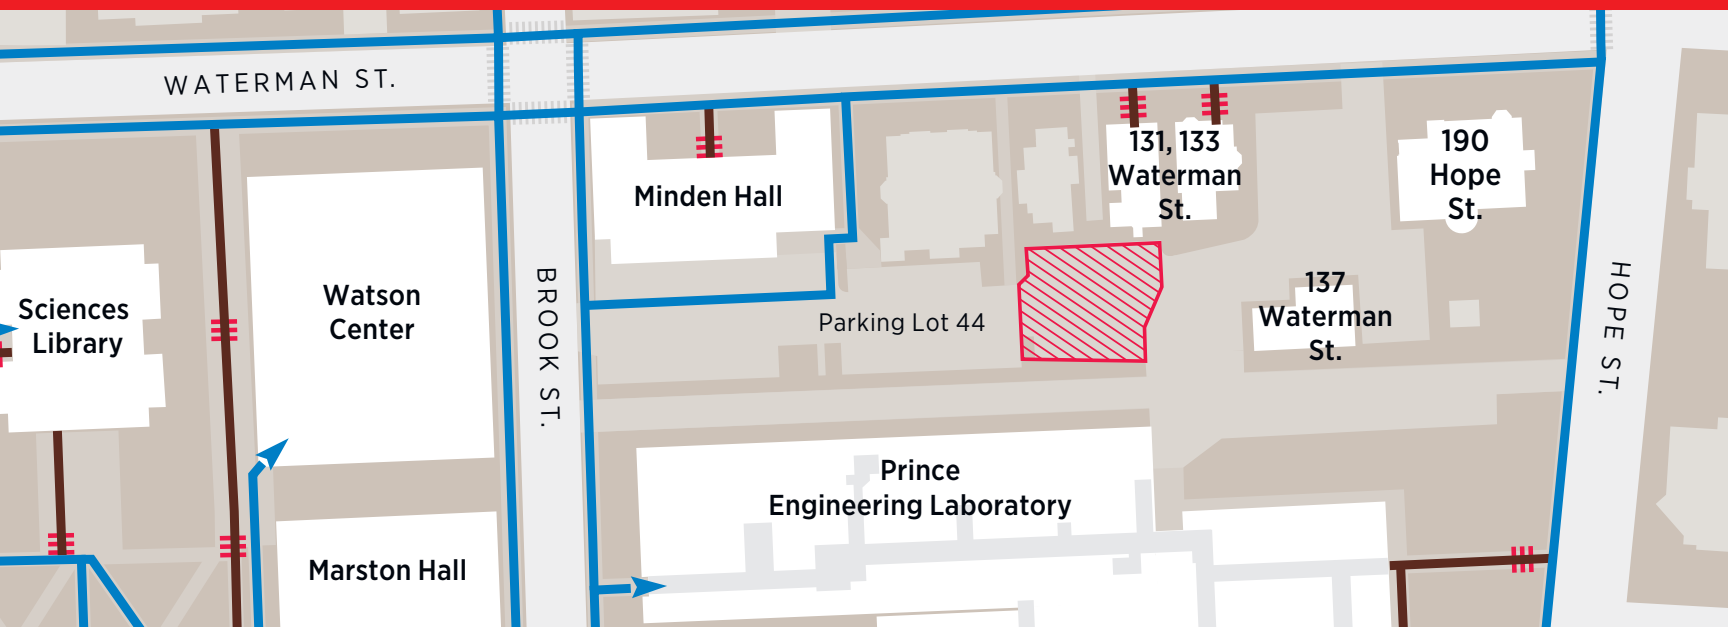 WATERMAN ST.
131, 133
Waterman
St.
190
Hope
St.
Minden Hall
Watson
Center
BROOK ST.
HOPE ST.
Sciences
Library
Parking Lot 44
137
Waterman
St.
Prince
Engineering Laboratory
Marston Hall